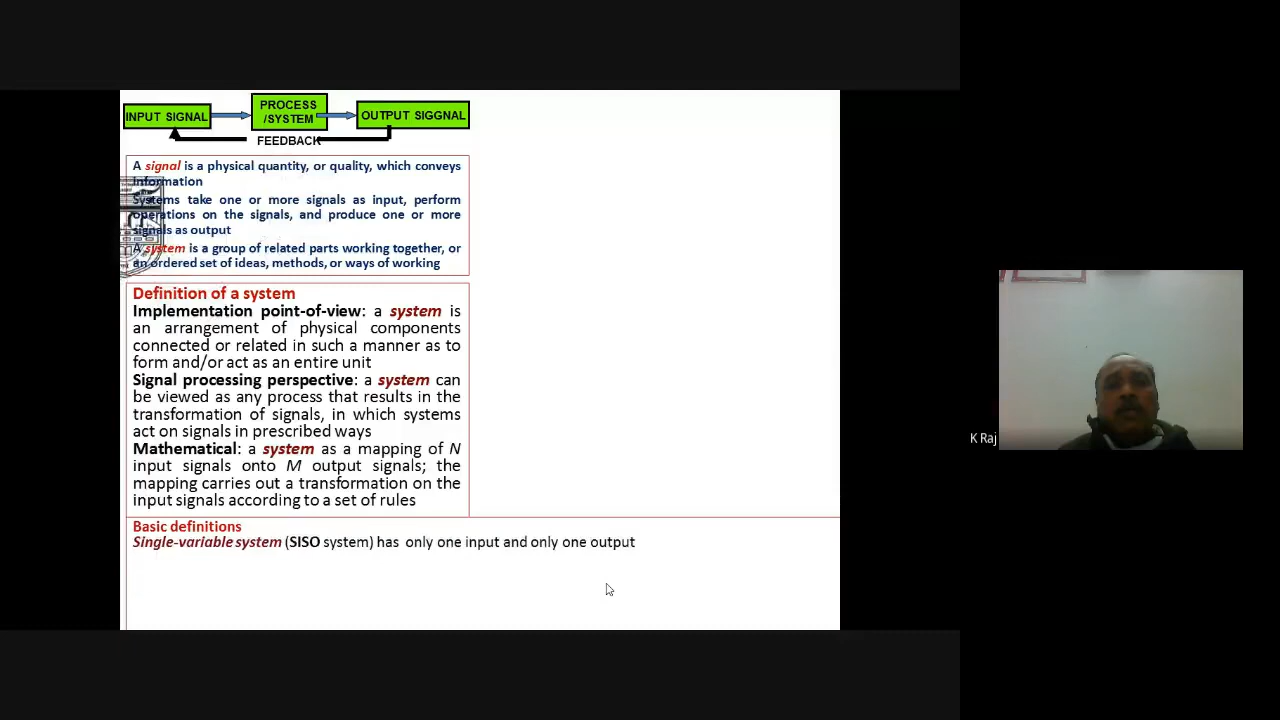 INPUT SIGNAL
PROCESS
/SYSTEM
OUTPUT SIGGNAL
FEEDBACK
A signal is a physical quantity, or quality, which conveys
information
Systems take one or more signals as input, perform
operations on the signals, and produce one or more
signals as output
A system is a group of related parts working together, or
an ordered set of ideas, methods, or ways of working
Definition of a system
Implementation point-of-view: a system is
an arrangement of physical components
connected or related in such a manner as to
form and/or act as an entire unit
Signal processing perspective: a system can
be viewed as any process that results in the
transformation of signals, in which systems
act on signals in prescribed ways
Mathematical: a system as a mapping of N
input signals onto M output signals; the
mapping carries out a transformation on the
input signals according to a set of rules
Basic definitions
Single-variable system (SISO system) has only one input and only one output
K Raj